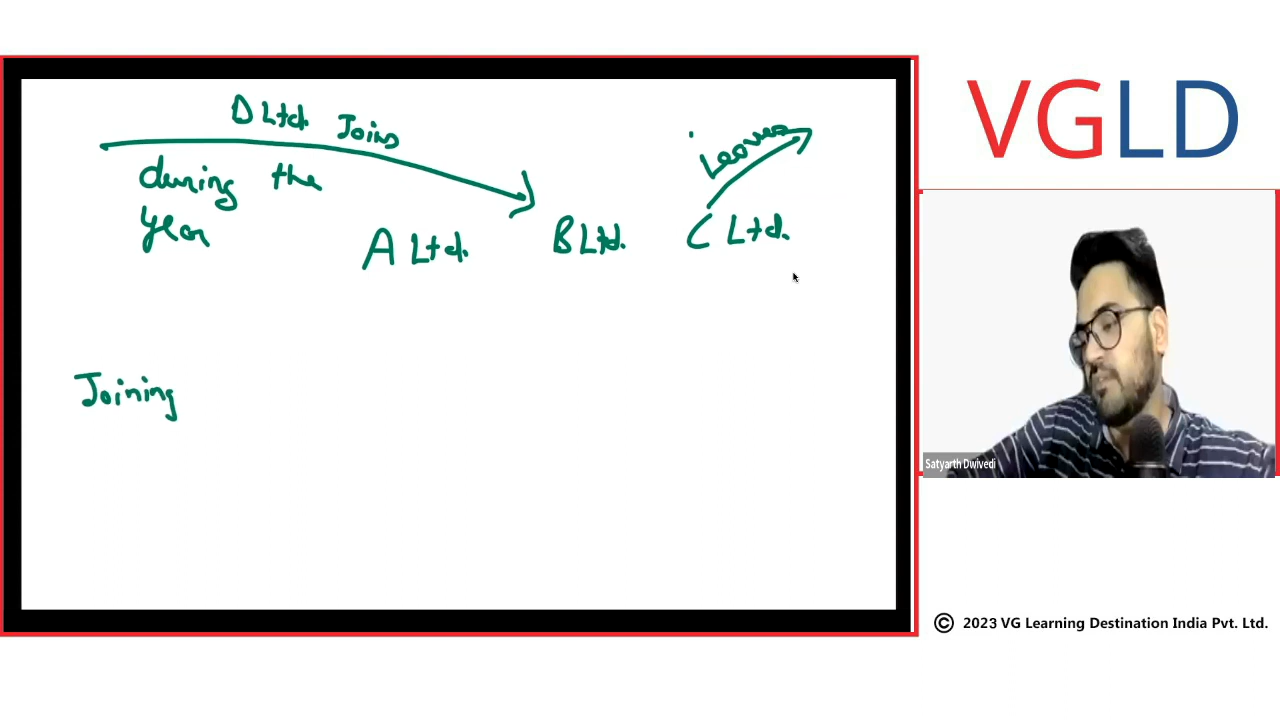 D Ltd. Joins
during the
year
leaves
A Ltd. B Ltd. C Ltd.
Joining
VGLD
Satyarth Dwivedi
© 2023 VG Learning Destination India Pvt. Ltd.